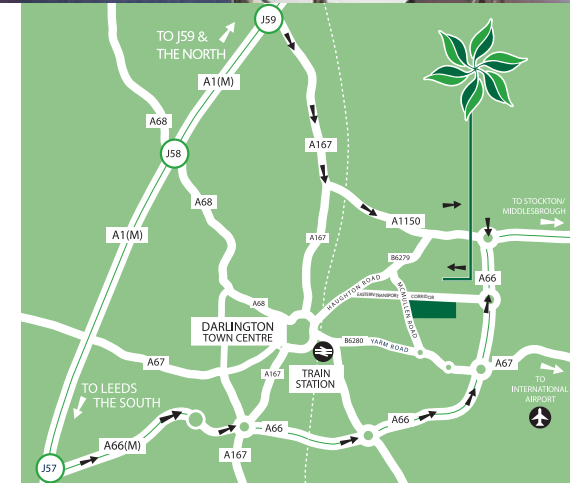 J59
TO J59 &
THE NORTH
A1(M)
A68
J58
A167
A68
TO STOCKTON/
MIDDLESBROUGH
A1150
A1(M)
A167
B6279
A66
HAUGHTON ROAD
EASTERN TRANSPORT CORRIDOR
MCMULLEN ROAD
A68
DARLINGTON
TOWN CENTRE
B6280 YARM ROAD
A67
A67
A167
TRAIN
STATION
TO
INTERNATIONAL
AIRPORT
TO LEEDS
THE SOUTH
A66
A66
A66(M)
A167
J57